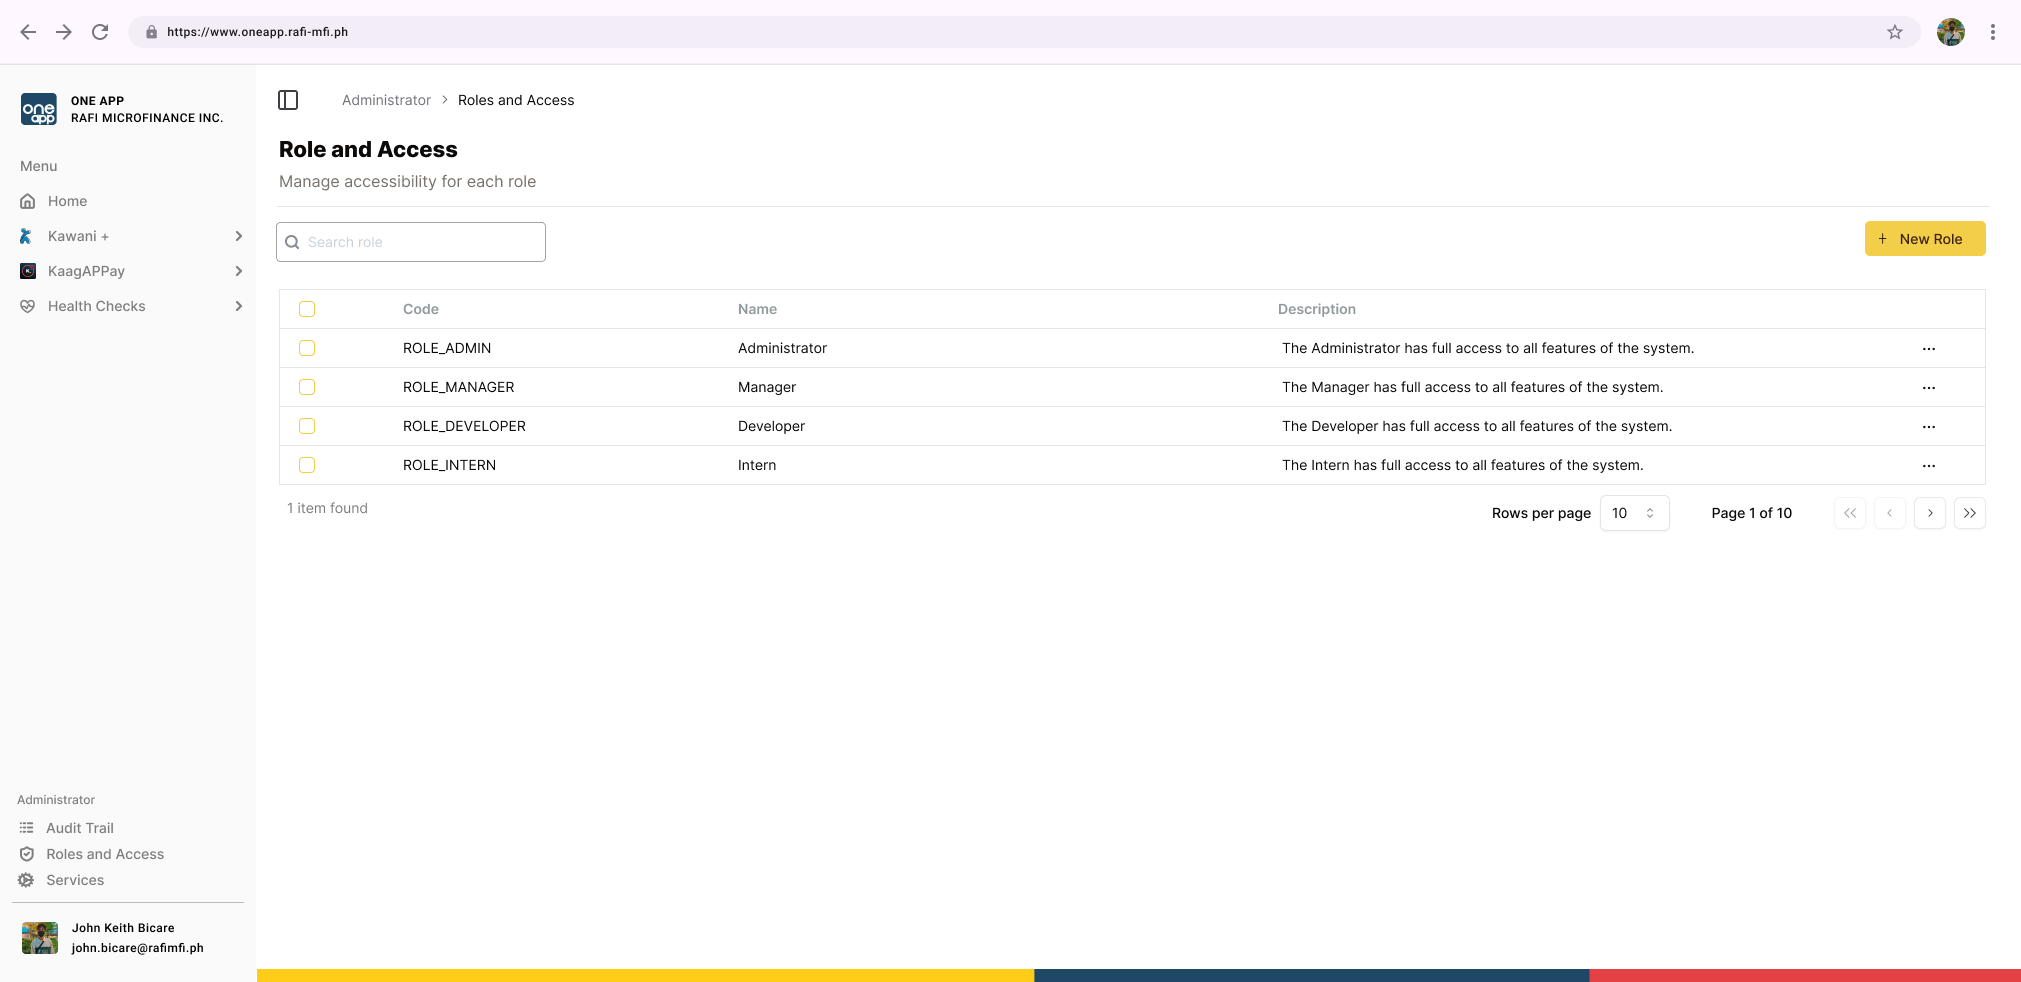 https://www.oneapp.rafi-mfi.ph
one app
ONE APP
RAFI MICROFINANCE INC.
Menu
Home
Kawani +
KaagAPPay
Health Checks
Administrator
Audit Trail
Roles and Access
Services
John Keith Bicare
john.bicare@rafimfi.ph
Administrator > Roles and Access
Role and Access
Manage accessibility for each role
Search role
+ New Role
Code Name Description
ROLE_ADMIN Administrator The Administrator has full access to all features of the system. ...
ROLE_MANAGER Manager The Manager has full access to all features of the system. ...
ROLE_DEVELOPER Developer The Developer has full access to all features of the system. ...
ROLE_INTERN Intern The Intern has full access to all features of the system. ...
1 item found
Rows per page 10 Page 1 of 10